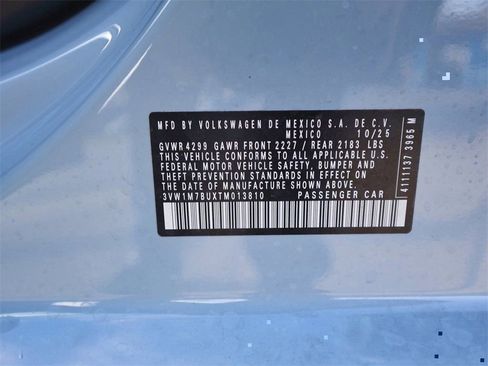 MFD BY VOLKSWAGEN DE MEXICO S.A. DE C.V.
MEXICO 10/25
GVWR4299 GAWR FRONT 2227 / REAR 2183 LBS
THIS VEHICLE CONFORMS TO ALL APPLICABLE
FEDERAL MOTOR VEHICLE SAFETY, BUMPER AND
THEFT PREVENTION STANDARDS IN EFFECT ON
THE DATE OF MANUFACTURE SHOWN ABOVE
3VW1M7BUXTM013810 PASSENGER CAR
4111137 3965 M